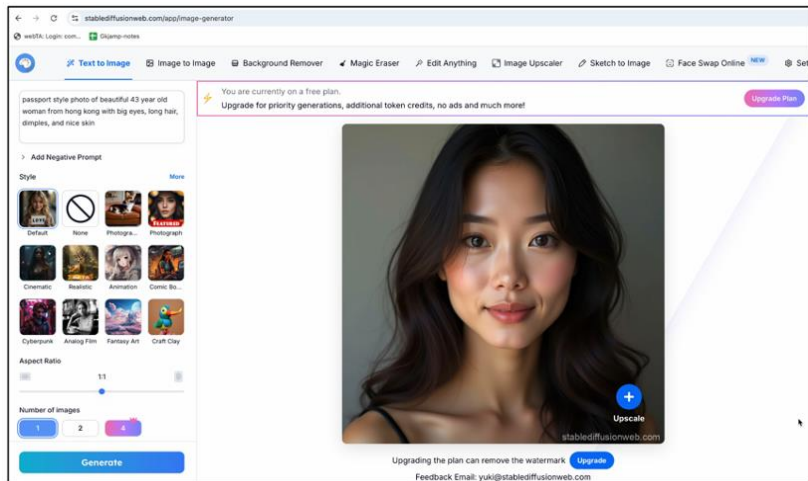 stablediffusionweb.com/app/image-generator
webTA: Login: com...
Okjamp-notes
Text to Image
Image to Image
Background Remover
Magic Eraser
Edit Anything
Image Upscaler
Sketch to Image
Face Swap Online NEW
Set
passport style photo of beautiful 43 year old
woman from hong kong with big eyes, long hair,
dimples, and nice skin
Add Negative Prompt
Style
More
Default
None
Photogra...
Photograph
FEATURED
Cinematic
Realistic
Animation
Comic Bo...
Cyberpunk
Analog Film
Fantasy Art
Craft Clay
Aspect Ratio
1:1
Number of images
1
2
4
Generate
You are currently on a free plan.
Upgrade for priority generations, additional token credits, no ads and much more!
Upgrade Plan
Upscale
stablediffusionweb.com
Upgrading the plan can remove the watermark
Upgrade
Feedback Email: yuki@stablediffusionweb.com